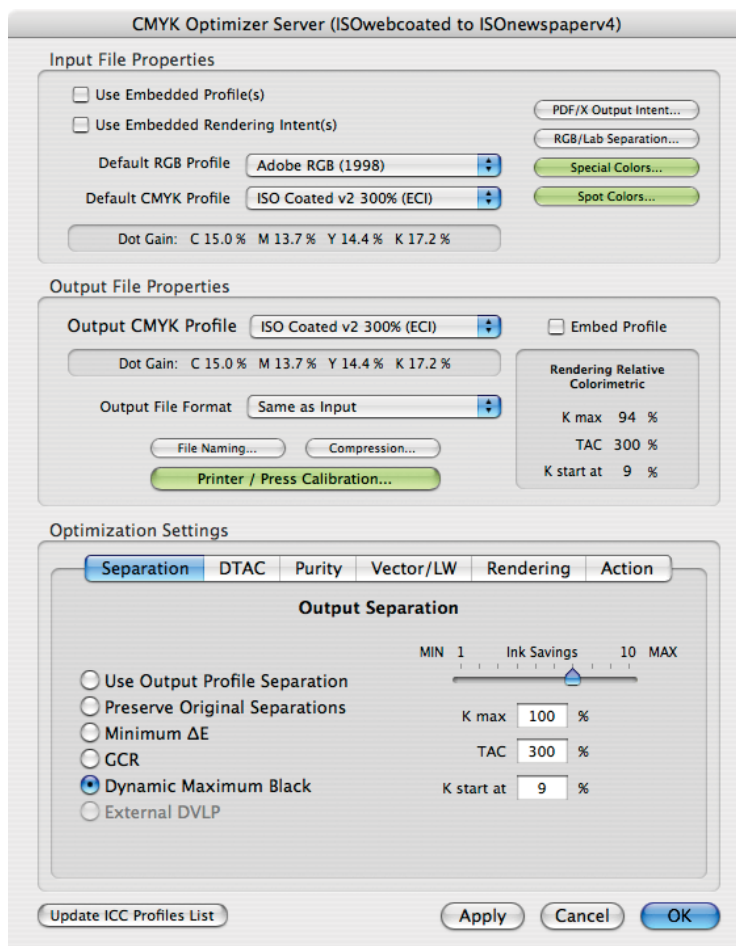 CMYK Optimizer Server (ISOwebcoated to ISOnewspaperv4)
Input File Properties
Use Embedded Profile(s)
Use Embedded Rendering Intent(s)
PDF/X Output Intent...
RGB/Lab Separation...
Default RGB Profile Adobe RGB (1998)
Special Colors...
Default CMYK Profile ISO Coated v2 300% (ECI)
Spot Colors...
Dot Gain: C 15.0 % M 13.7 % Y 14.4 % K 17.2 %
Output File Properties
Output CMYK Profile ISO Coated v2 300% (ECI)
Embed Profile
Dot Gain: C 15.0 % M 13.7 % Y 14.4 % K 17.2 %
Rendering Relative
Colorimetric
Output File Format Same as Input
K max 94 %
TAC 300 %
K start at 9 %
File Naming... Compression...
Printer / Press Calibration...
Optimization Settings
Separation DTAC Purity Vector/LW Rendering Action
Output Separation
MIN 1 Ink Savings 10 MAX
Use Output Profile Separation
Preserve Original Separations
Minimum ΔE
GCR
Dynamic Maximum Black
External DVLP
K max 100 %
TAC 300 %
K start at 9 %
Update ICC Profiles List Apply Cancel OK